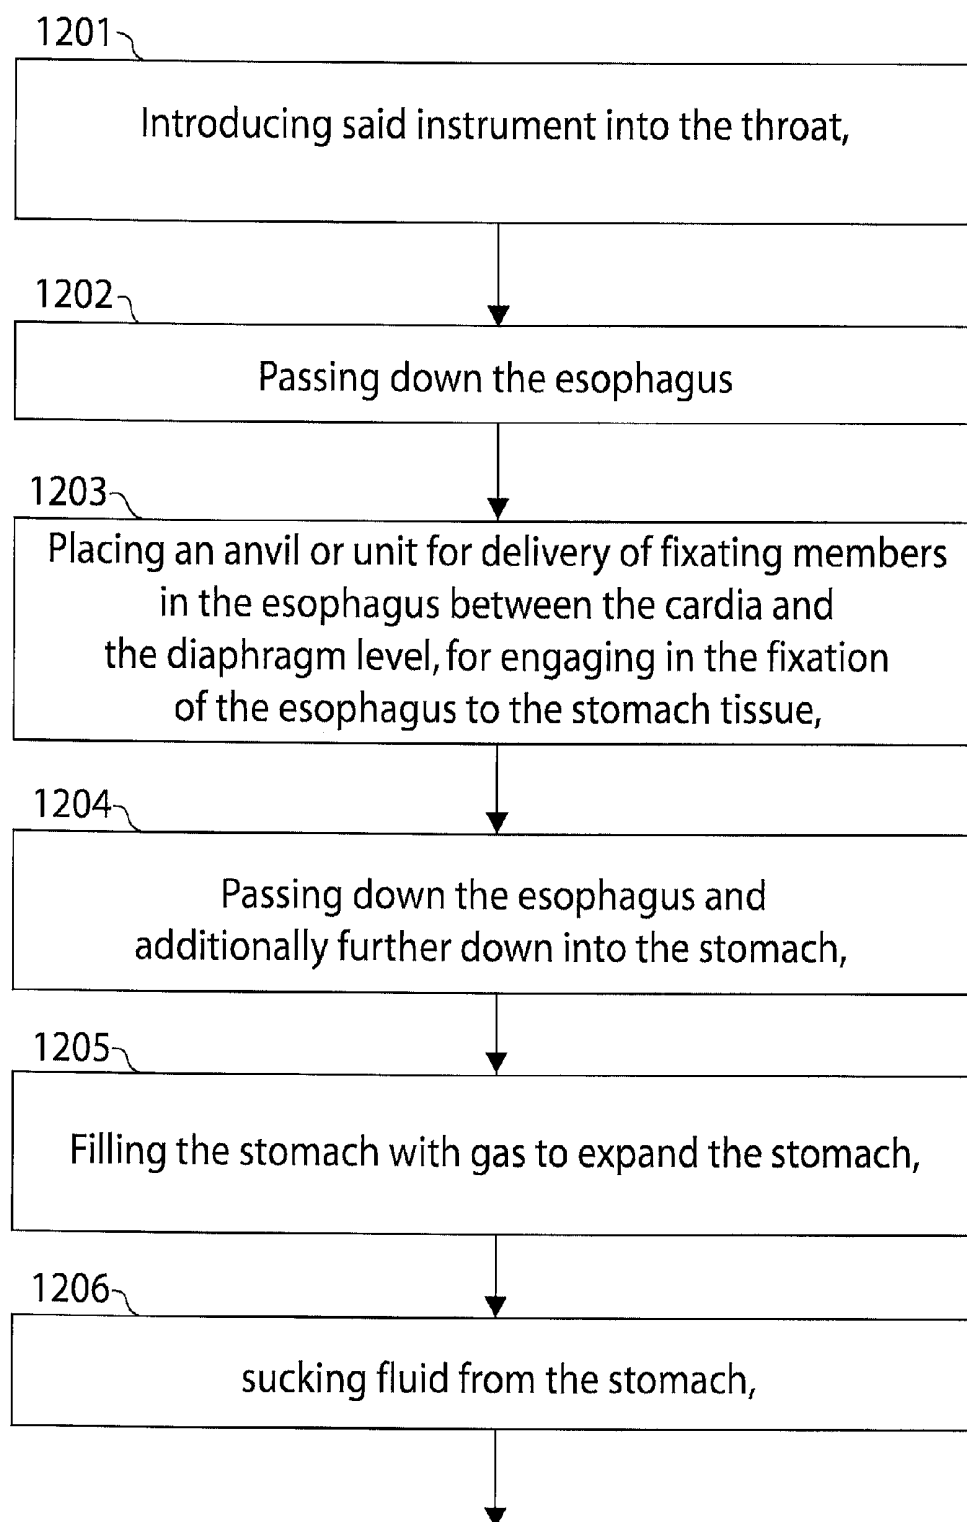 1201
Introducing said instrument into the throat,
1202
Passing down the esophagus
1203
Placing an anvil or unit for delivery of fixating members
in the esophagus between the cardia and
the diaphragm level, for engaging in the fixation
of the esophagus to the stomach tissue,
1204
Passing down the esophagus and
additionally further down into the stomach,
1205
Filling the stomach with gas to expand the stomach,
1206
sucking fluid from the stomach,